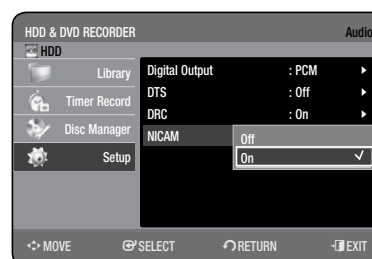 HDD & DVD RECORDER Audio
HDD
Library
Timer Record
Disc Manager
Setup
Digital Output : PCM
DTS : Off
DRC : On
NICAM
Off
On
MOVE SELECT RETURN EXIT